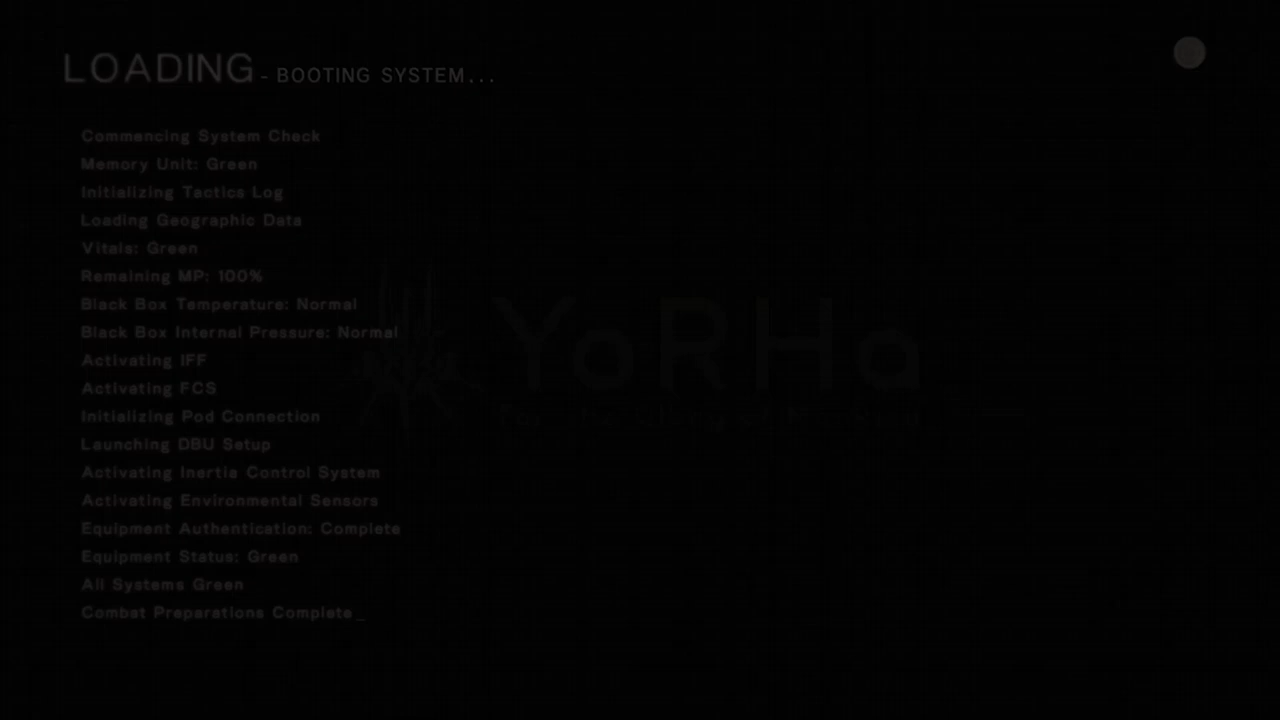 LOADING - BOOTING SYSTEM...
Commencing System Check
Memory Unit: Green
Initializing Tactics Log
Loading Geographic Data
Vitals: Green
Remaining MP: 100%
Black Box Temperature: Normal
Black Box Internal Pressure: Normal
Activating IFF
Activating FCS
Initializing Pod Connection
Launching DBU Setup
Activating Inertia Control System
Activating Environmental Sensors
Equipment Authentication: Complete
Equipment Status: Green
All Systems Green
Combat Preparations Complete _
YoRHa